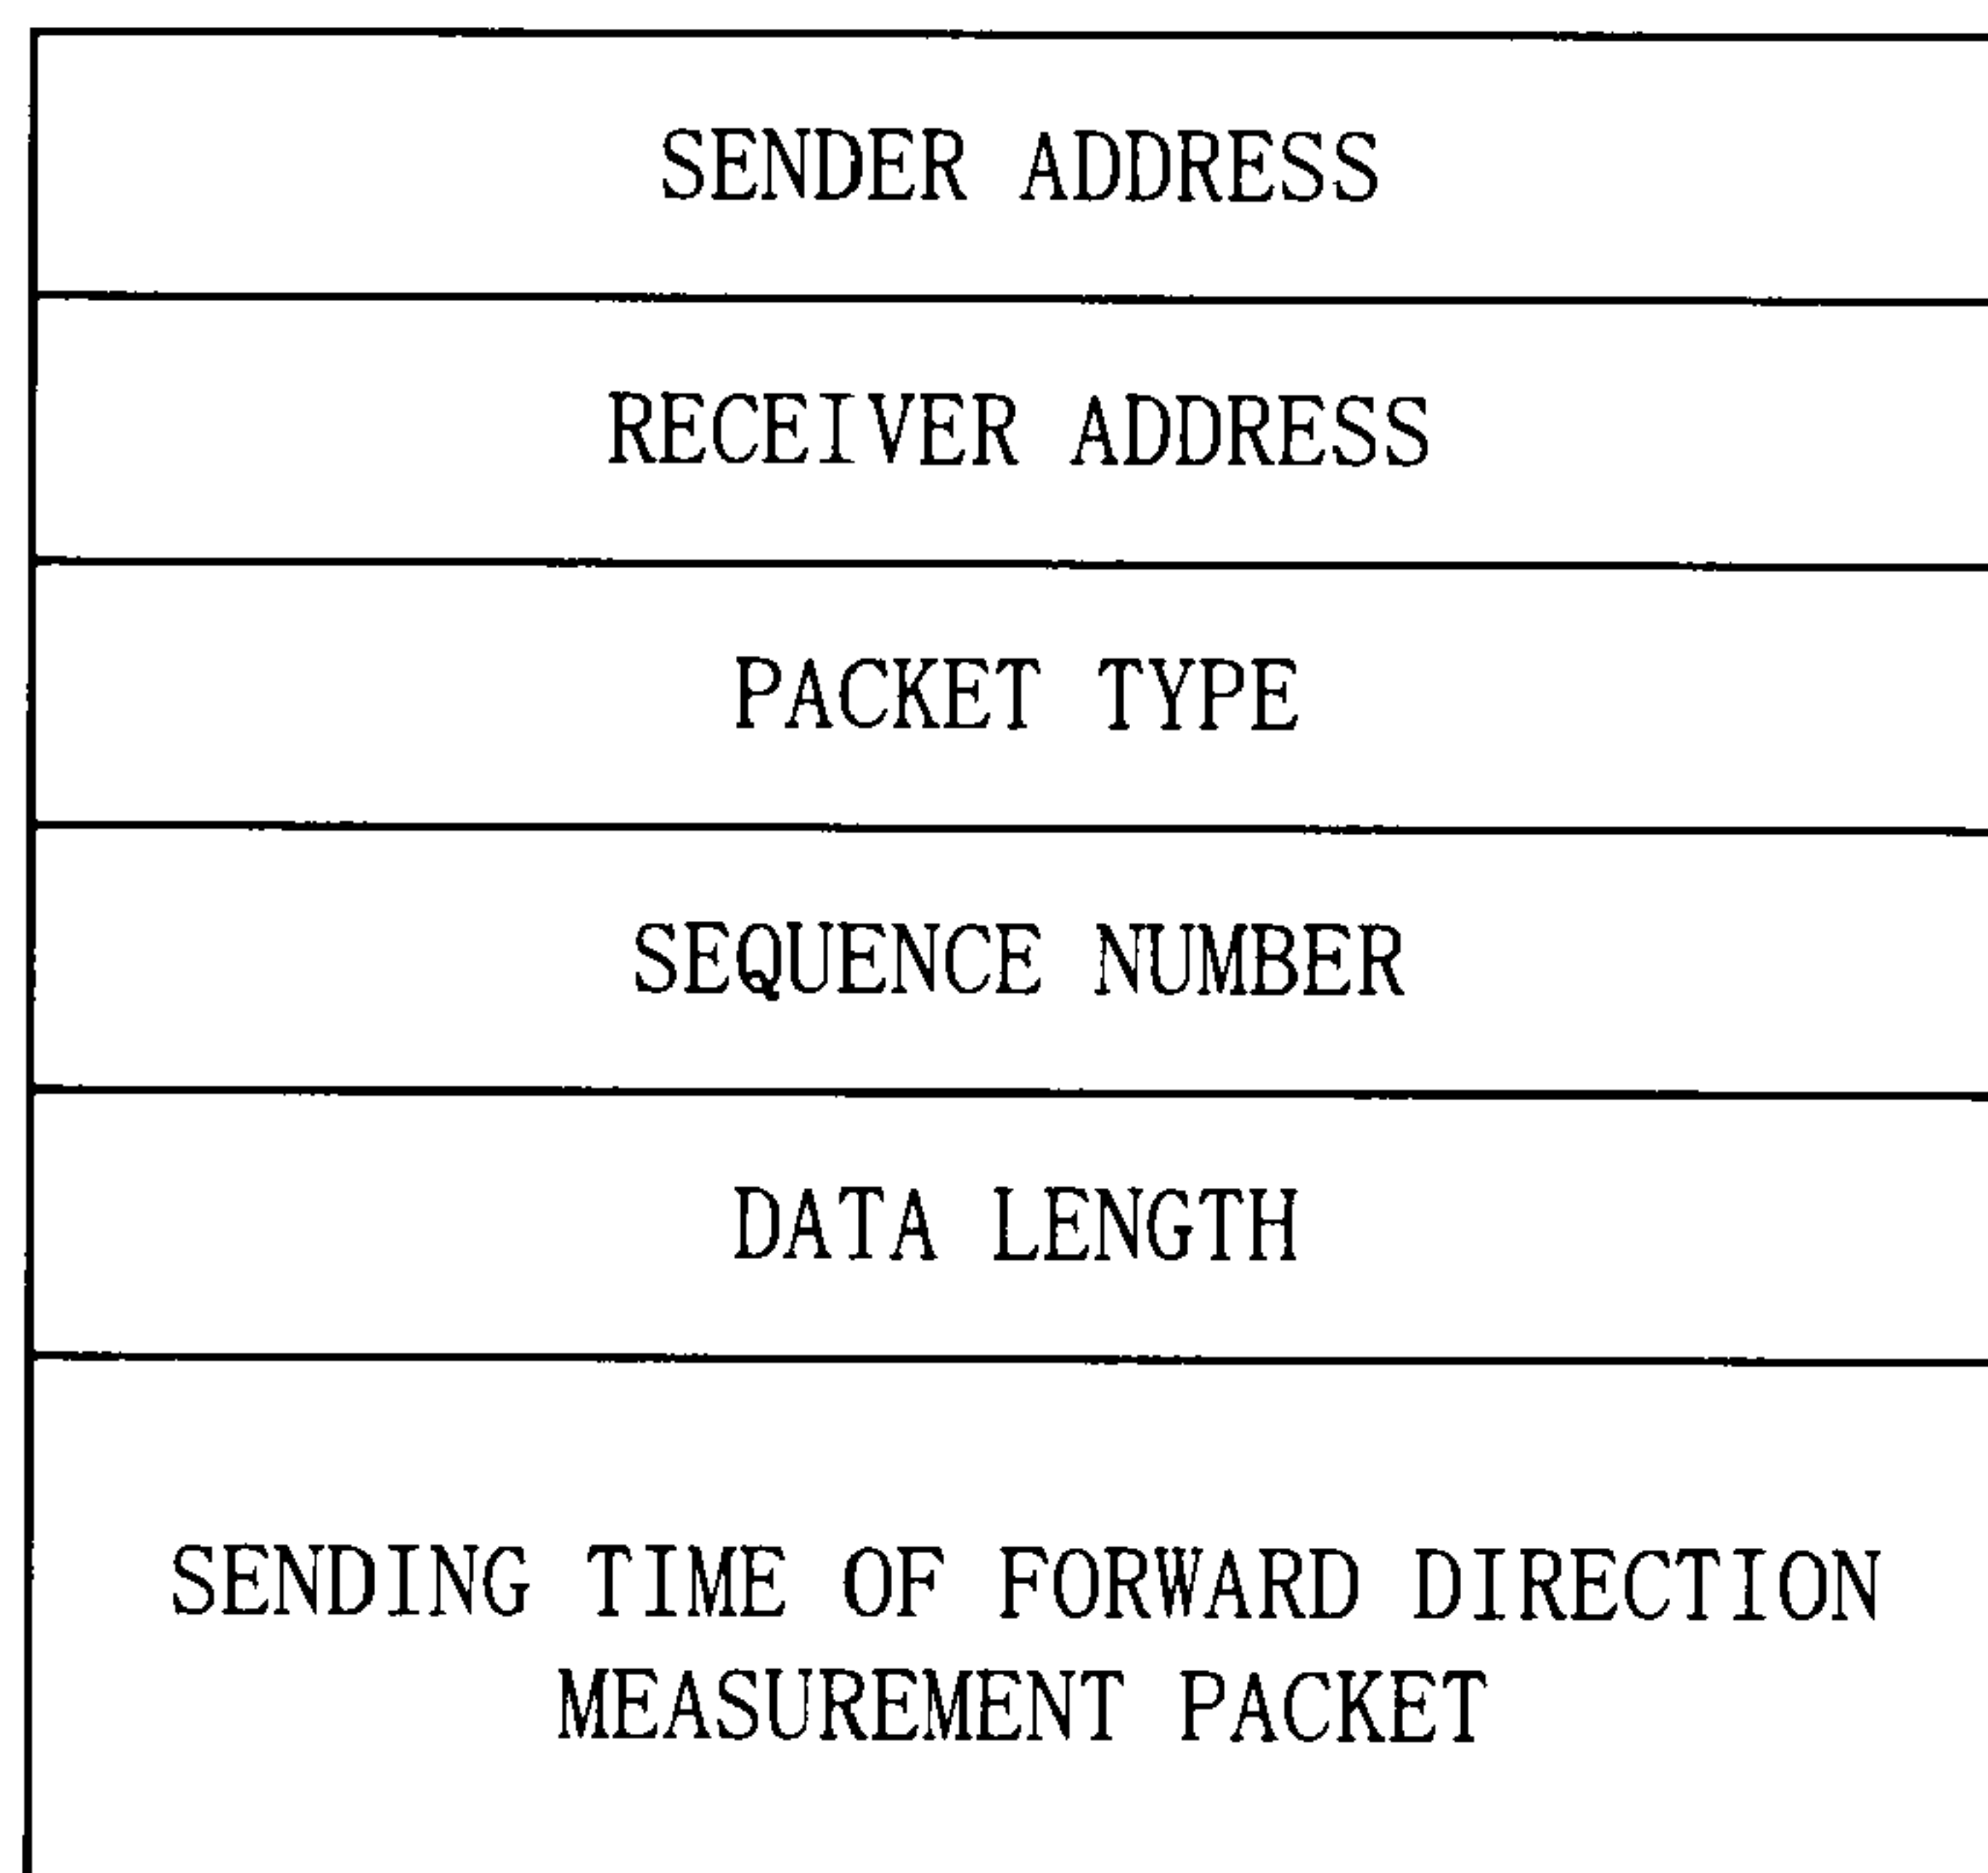 SENDER ADDRESS
RECEIVER ADDRESS
PACKET TYPE
SEQUENCE NUMBER
DATA LENGTH
SENDING TIME OF FORWARD DIRECTION
MEASUREMENT PACKET